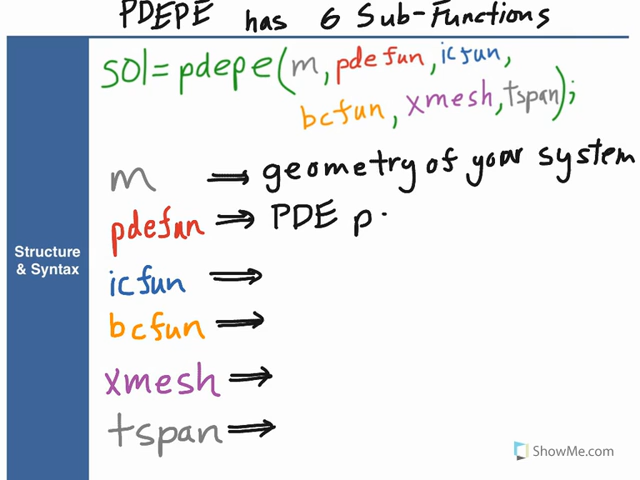 PDEPE has 6 Sub-Functions
sol=pdepe(m,pdefun,icfun,
bcfun,xmesh,tspan);
m ⇒ geometry of your system
pdefun ⇒ PDE p
icfun ⇒
bcfun ⇒
xmesh ⇒
tspan ⇒
Structure
& Syntax
ShowMe.com